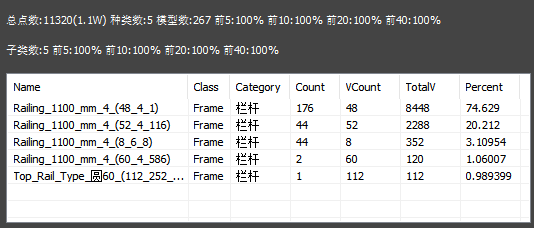 总点数:11320(1.1W) 种类数:5 模型数:267 前5:100% 前10:100% 前20:100% 前40:100%
子类数:5 前5:100% 前10:100% 前20:100% 前40:100%
Name Class Category Count VCount TotalV Percent
Railing_1100_mm_4_(48_4_1) Frame 栏杆 176 48 8448 74.629
Railing_1100_mm_4_(52_4_116) Frame 栏杆 44 52 2288 20.212
Railing_1100_mm_4_(8_6_8) Frame 栏杆 44 8 352 3.10954
Railing_1100_mm_4_(60_4_586) Frame 栏杆 2 60 120 1.06007
Top_Rail_Type_圆60_(112_252_... Frame 栏杆 1 112 112 0.989399